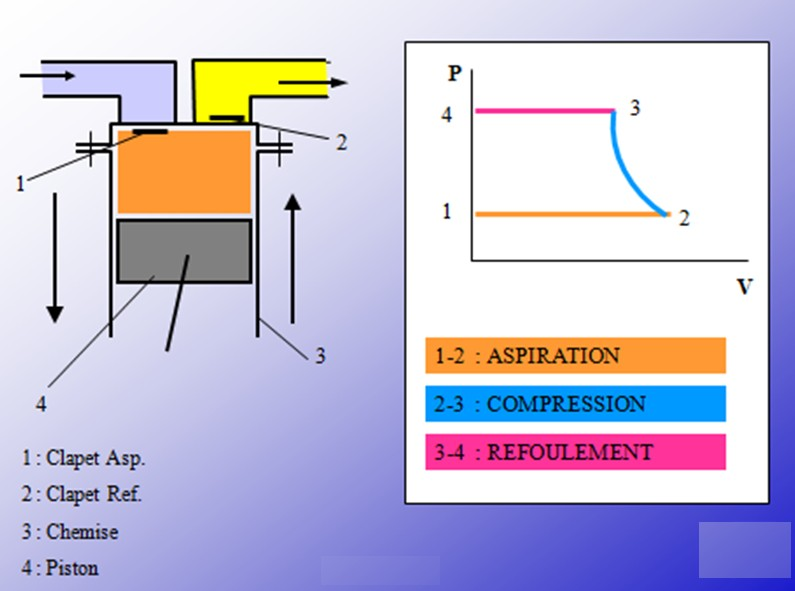 1
2
3
4
1 : Clapet Asp.
2 : Clapet Ref.
3 : Chemise
4 : Piston
P
4
3
1
2
V
1-2 : ASPIRATION
2-3 : COMPRESSION
3-4 : REFOULEMENT